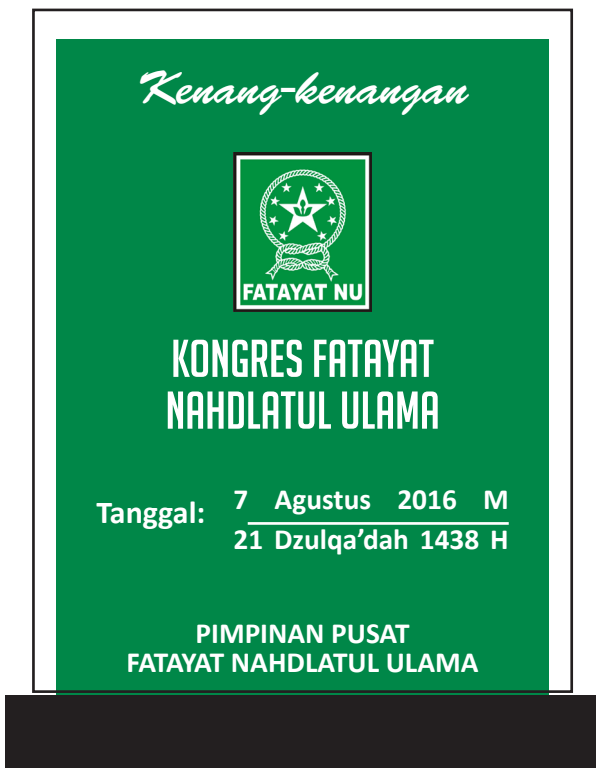 Kenang-kenangan
FATAYAT NU
KONGRES FATAYAT
NAHDLATUL ULAMA
Tanggal: 7 Agustus 2016 M
21 Dzulqa’dah 1438 H
PIMPINAN PUSAT
FATAYAT NAHDLATUL ULAMA